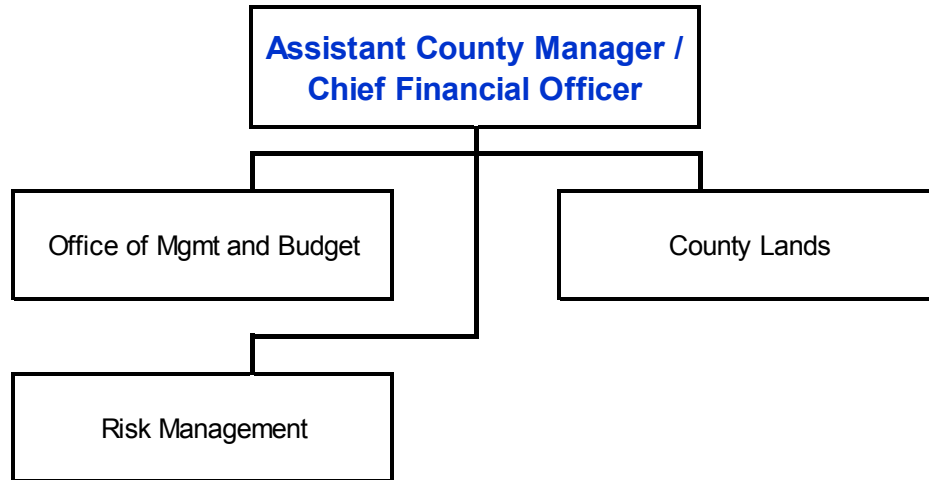 Assistant County Manager /
Chief Financial Officer
Office of Mgmt and Budget
County Lands
Risk Management